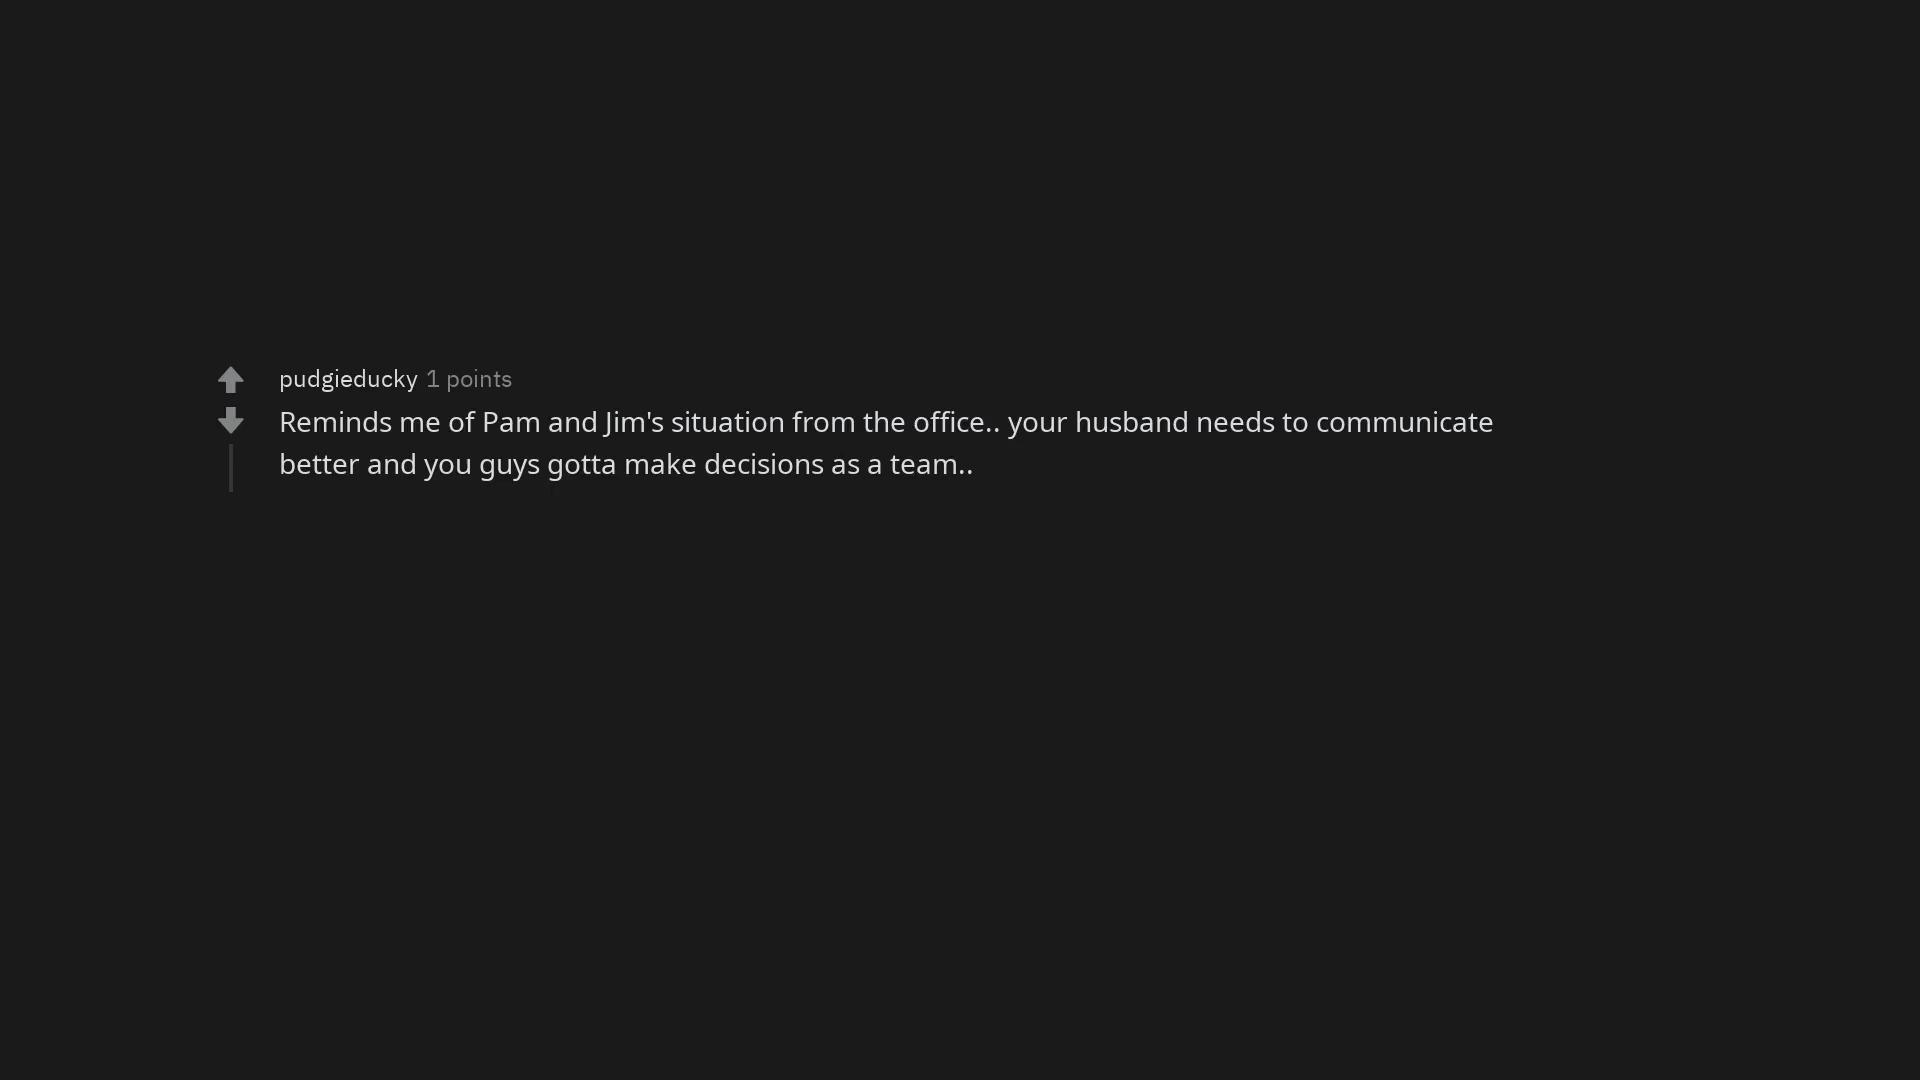 pudgieducky 1 points
Reminds me of Pam and Jim's situation from the office.. your husband needs to communicate
better and you guys gotta make decisions as a team..